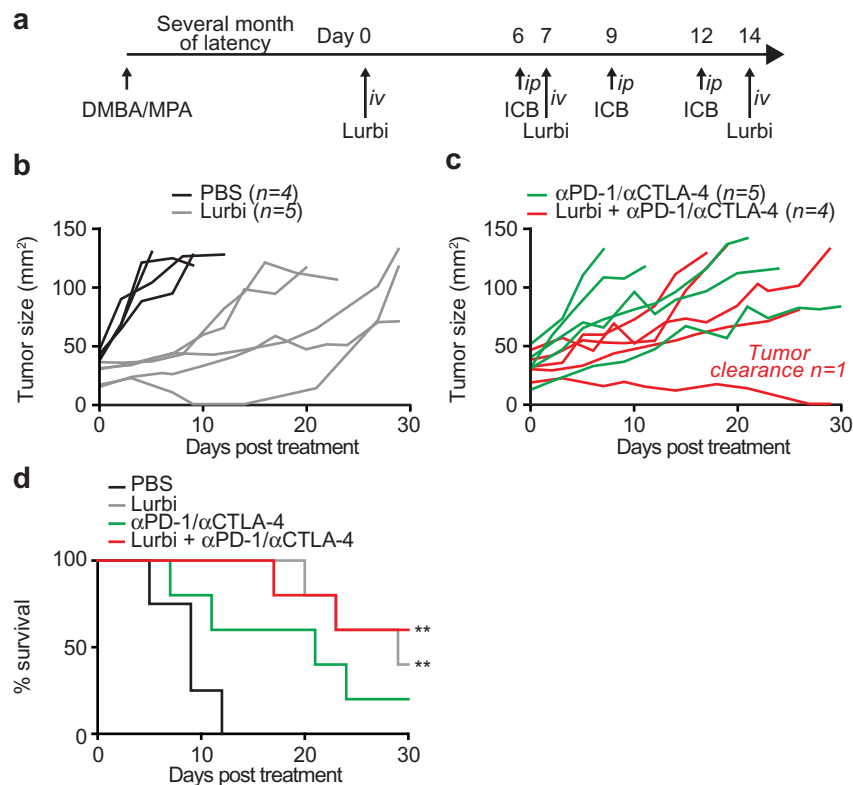 a
Several month
of latency
Day 0
6 7 9 12 14
ip iv ip ip iv
iv
DMBA/MPA
ICB ICB ICB
Lurbi Lurbi Lurbi
b
PBS (n=4)
Lurbi (n=5)
Tumor size (mm²)
150
100
50
0
0 10 20 30
Days post treatment
c
αPD-1/αCTLA-4 (n=5)
Lurbi + αPD-1/αCTLA-4 (n=4)
Tumor size (mm²)
150
100
50
0
Tumor
clearance n=1
0 10 20 30
Days post treatment
d
PBS
Lurbi
αPD-1/αCTLA-4
Lurbi + αPD-1/αCTLA-4
% survival
100
50
0
**
**
0 10 20 30
Days post treatment